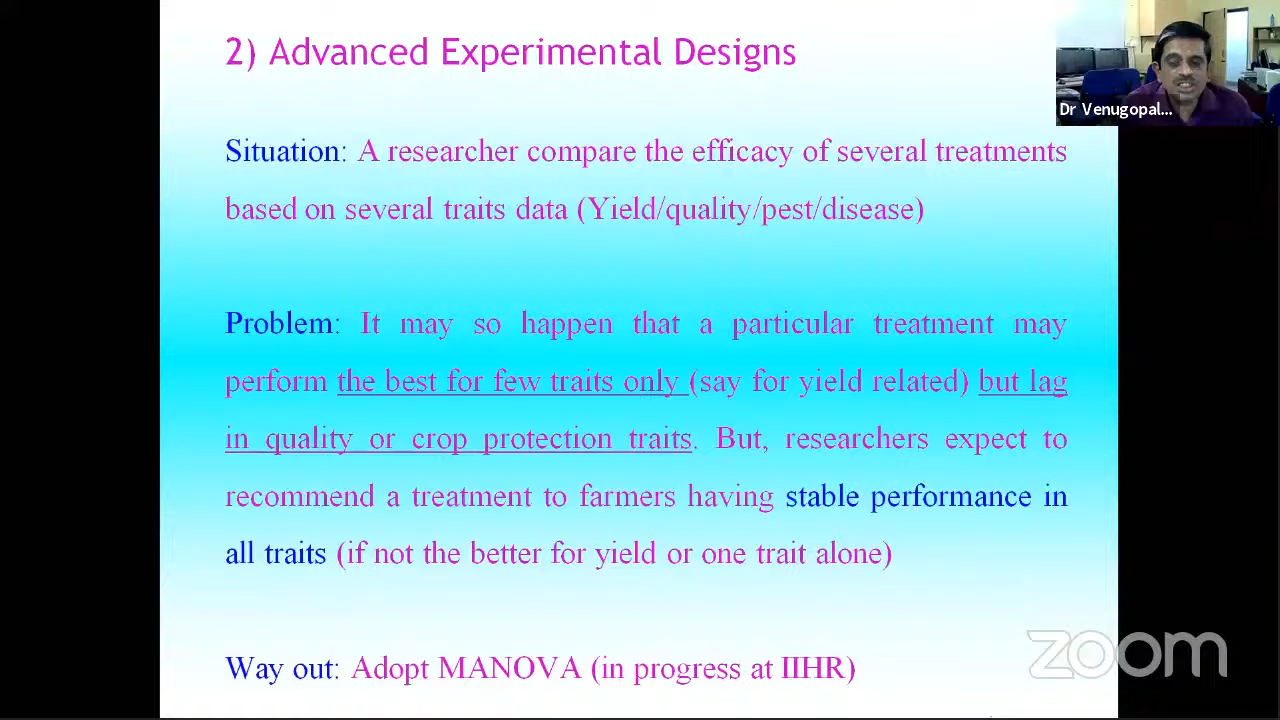 2) Advanced Experimental Designs
Dr Venugopal...
Situation: A researcher compare the efficacy of several treatments
based on several traits data (Yield/quality/pest/disease)
Problem: It may so happen that a particular treatment may
perform the best for few traits only (say for yield related) but lag
in quality or crop protection traits. But, researchers expect to
recommend a treatment to farmers having stable performance in
all traits (if not the better for yield or one trait alone)
Way out: Adopt MANOVA (in progress at IIHR)
zoom